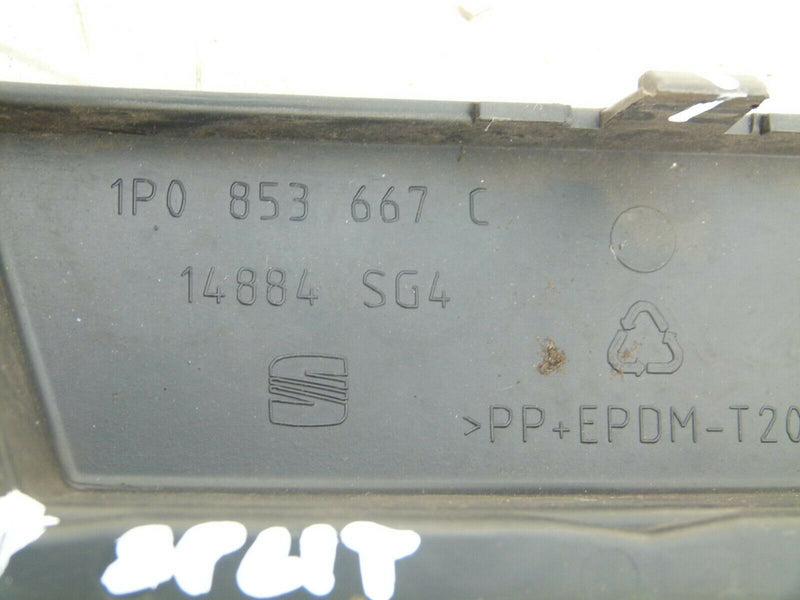 1P0 853 667 C
14884 SG4
>PP+EPDM-T20
SPLIT